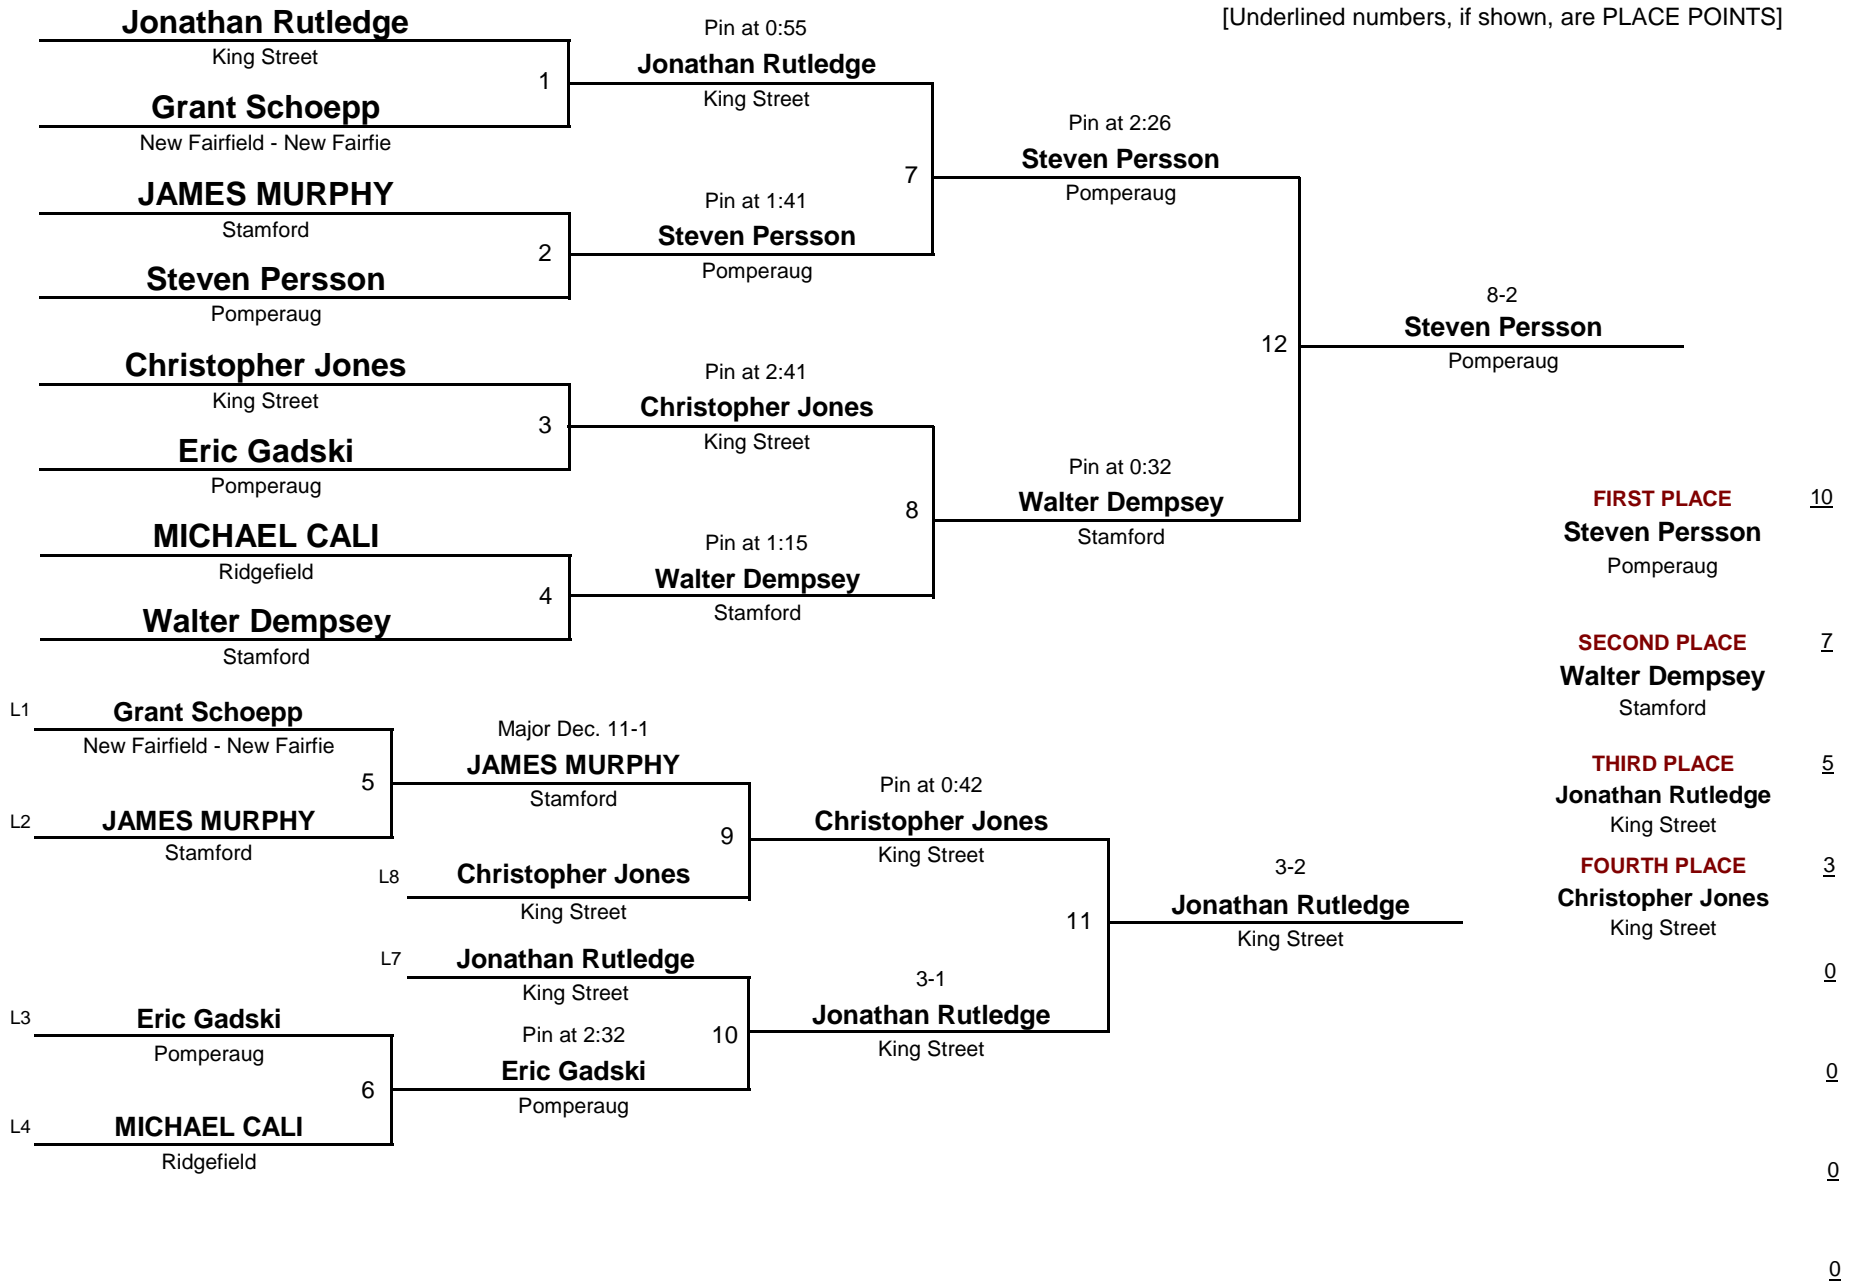 [Underlined numbers, if shown, are PLACE POINTS]
Jonathan Rutledge
King Street
1
Grant Schoepp
New Fairfield - New Fairfie
JAMES MURPHY
Stamford
2
Steven Persson
Pomperaug
Christopher Jones
King Street
3
Eric Gadski
Pomperaug
MICHAEL CALI
Ridgefield
4
Walter Dempsey
Stamford
Pin at 0:55
Jonathan Rutledge
King Street
7
Pin at 1:41
Steven Persson
Pomperaug
Pin at 2:41
Christopher Jones
King Street
8
Pin at 1:15
Walter Dempsey
Stamford
Pin at 2:26
Steven Persson
Pomperaug
12
Pin at 0:32
Walter Dempsey
Stamford
8-2
Steven Persson
Pomperaug
L1 Grant Schoepp
New Fairfield - New Fairfie
5
L2 JAMES MURPHY
Stamford
L3 Eric Gadski
Pomperaug
6
L4 MICHAEL CALI
Ridgefield
Major Dec. 11-1
JAMES MURPHY
Stamford
9
L8 Christopher Jones
King Street
L7 Jonathan Rutledge
King Street
10
Pin at 2:32
Eric Gadski
Pomperaug
Pin at 0:42
Christopher Jones
King Street
11
3-1
Jonathan Rutledge
King Street
3-2
Jonathan Rutledge
King Street
FIRST PLACE 10
Steven Persson
Pomperaug
SECOND PLACE 7
Walter Dempsey
Stamford
THIRD PLACE 5
Jonathan Rutledge
King Street
FOURTH PLACE 3
Christopher Jones
King Street
0
0
0
0